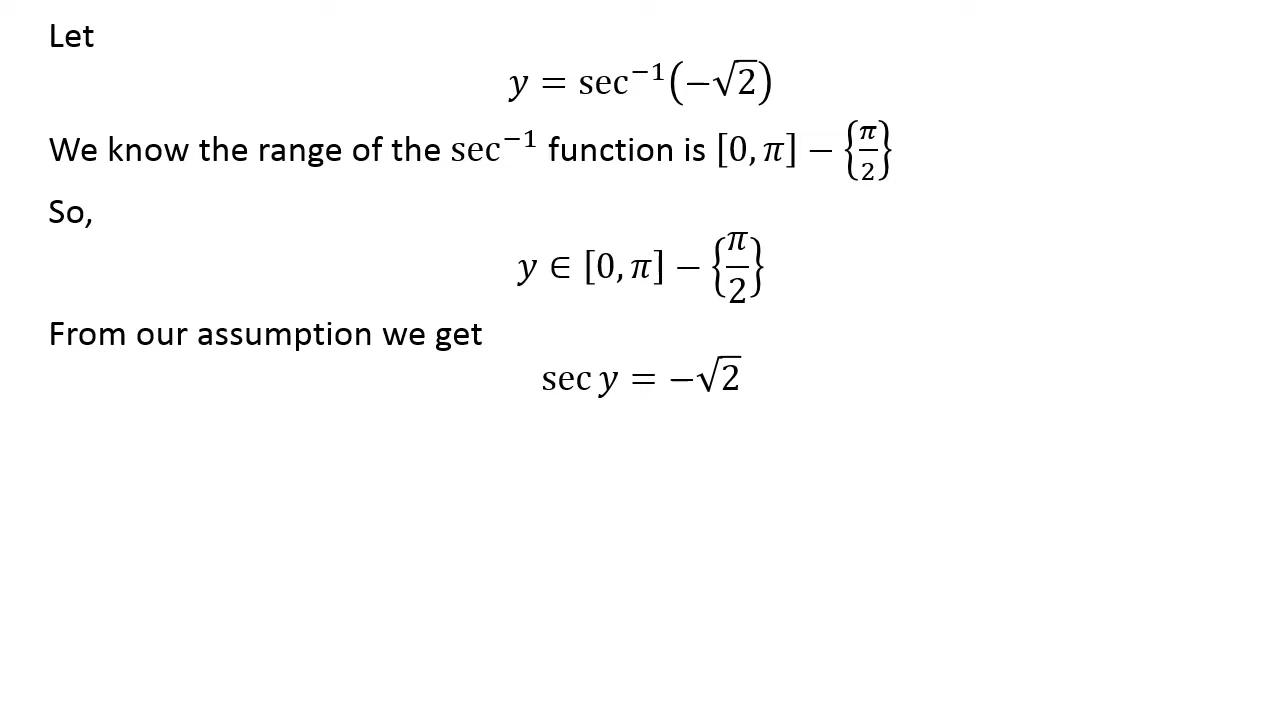 Let
y = sec⁻¹(−√2)
We know the range of the sec⁻¹ function is [0, π] − {π/2}
So,
y ∈ [0, π] − {π/2}
From our assumption we get
sec y = −√2